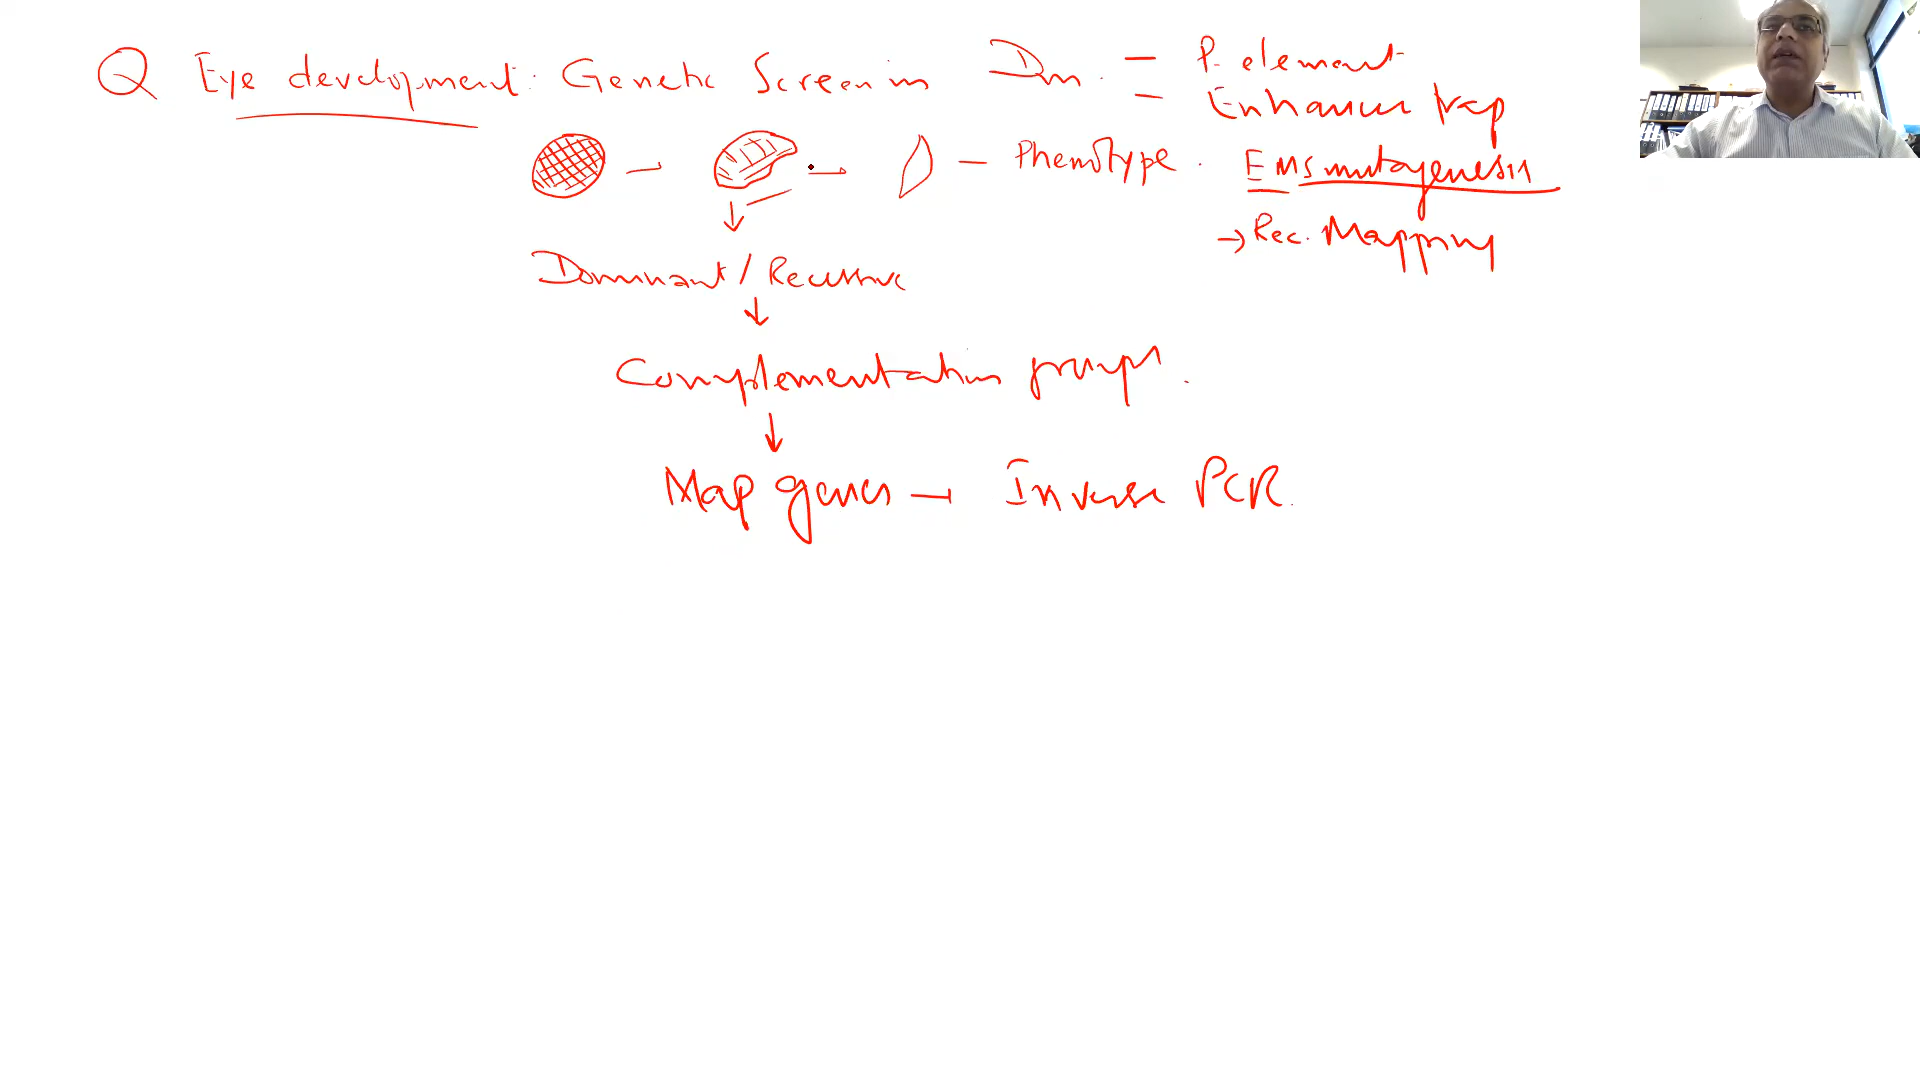 Q Eye development: Genetic Screen in Dm. - P-element
- Enhancer trap
- Phenotype. EMS mutagenesis
→ Rec. Mapping
Dominant / Recessive
Complementation groups.
Map genes → Inverse PCR.